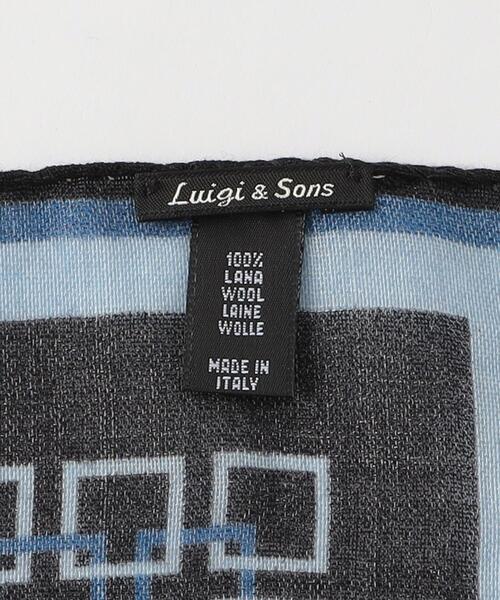 Luigi & Sons
100%
LANA
WOOL
LAINE
WOLLE
MADE IN
ITALY